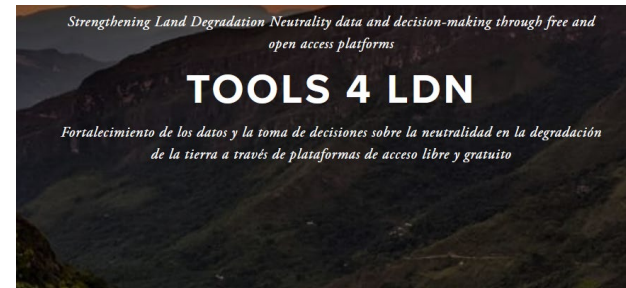 Strengthening Land Degradation Neutrality data and decision-making through free and
open access platforms
TOOLS 4 LDN
Fortalecimiento de los datos y la toma de decisiones sobre la neutralidad en la degradación
de la tierra a través de plataformas de acceso libre y gratuito